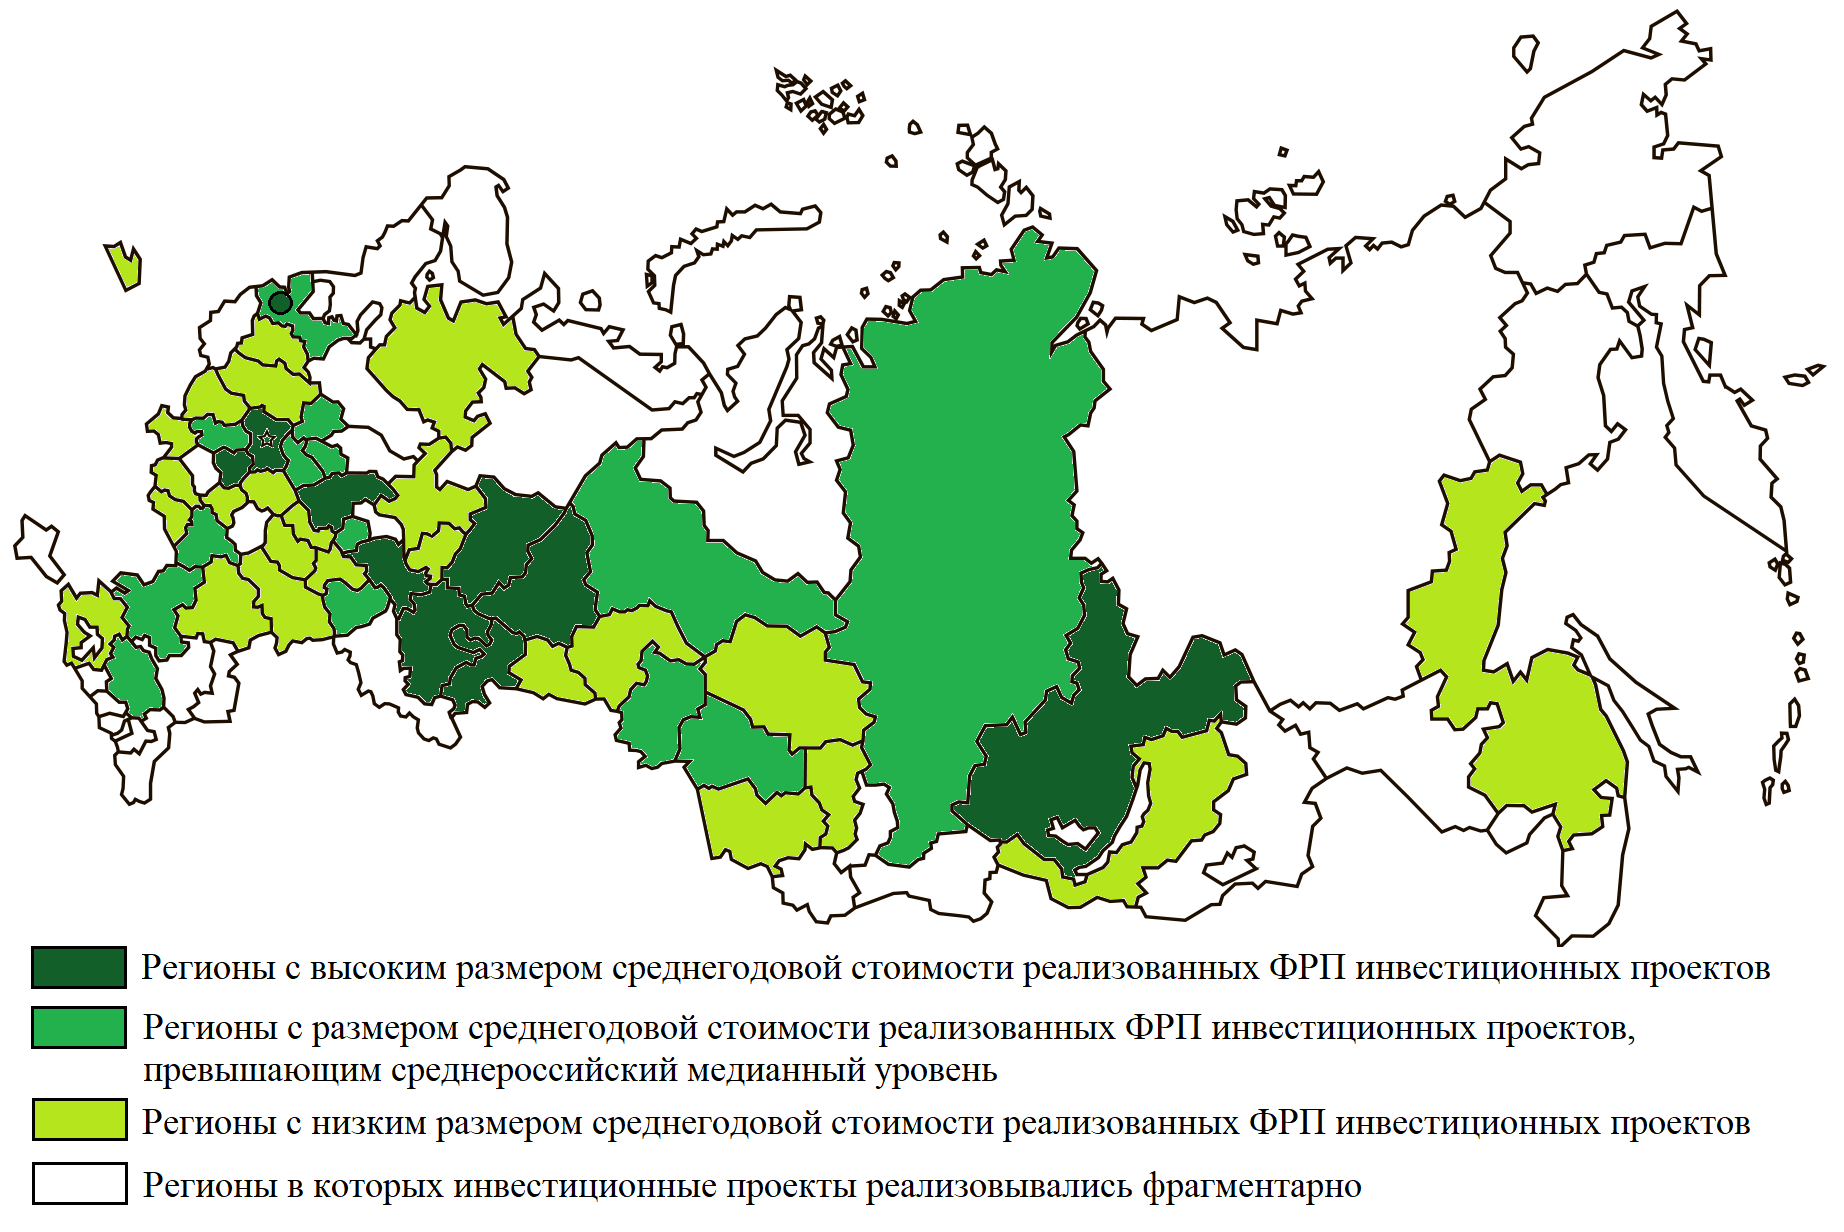 Регионы с высоким размером среднегодовой стоимости реализованных ФРП инвестиционных проектов
Регионы с размером среднегодовой стоимости реализованных ФРП инвестиционных проектов,
превышающим среднероссийский медианный уровень
Регионы с низким размером среднегодовой стоимости реализованных ФРП инвестиционных проектов
Регионы в которых инвестиционные проекты реализовывались фрагментарно